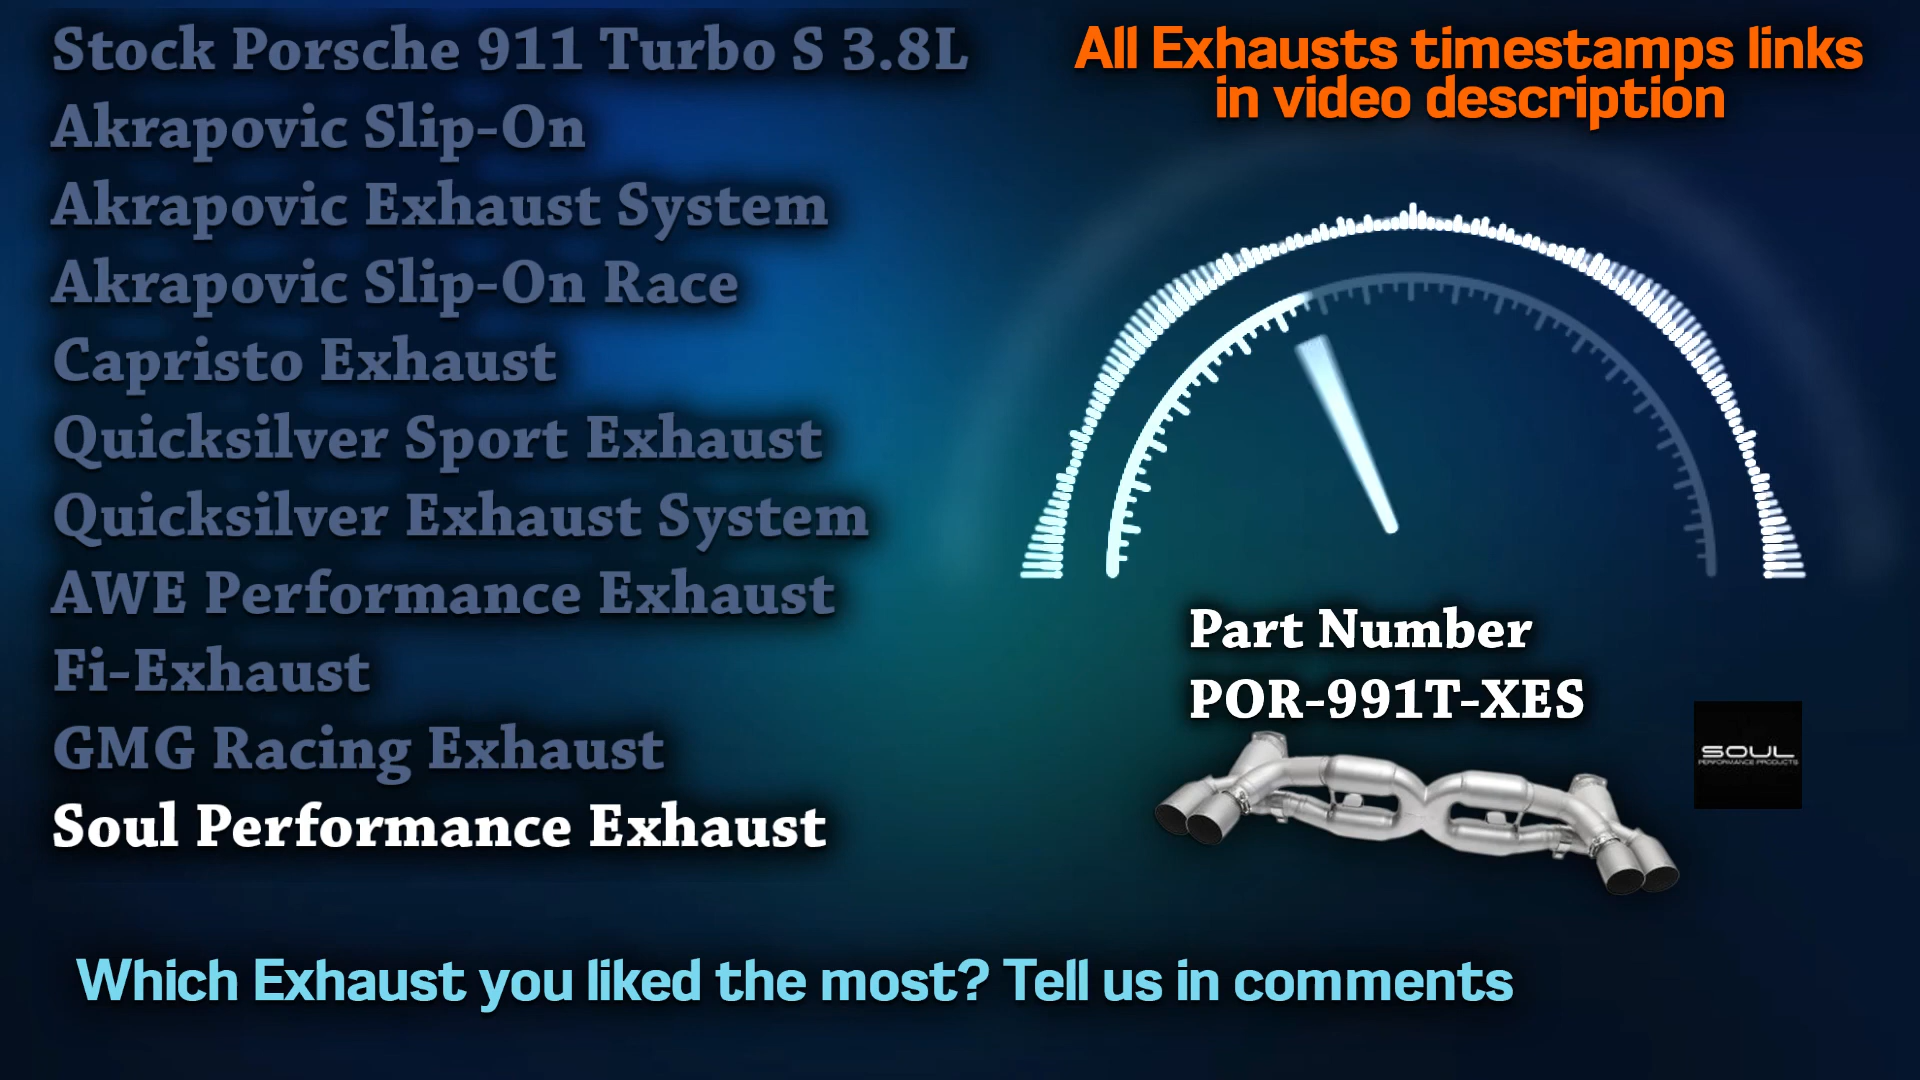 Stock Porsche 911 Turbo S 3.8L
Akrapovic Slip-On
Akrapovic Exhaust System
Akrapovic Slip-On Race
Capristo Exhaust
Quicksilver Sport Exhaust
Quicksilver Exhaust System
AWE Performance Exhaust
Fi-Exhaust
GMG Racing Exhaust
Soul Performance Exhaust
All Exhausts timestamps links
in video description
Part Number
POR-991T-XES
SOUL
PERFORMANCE PRODUCTS
Which Exhaust you liked the most? Tell us in comments